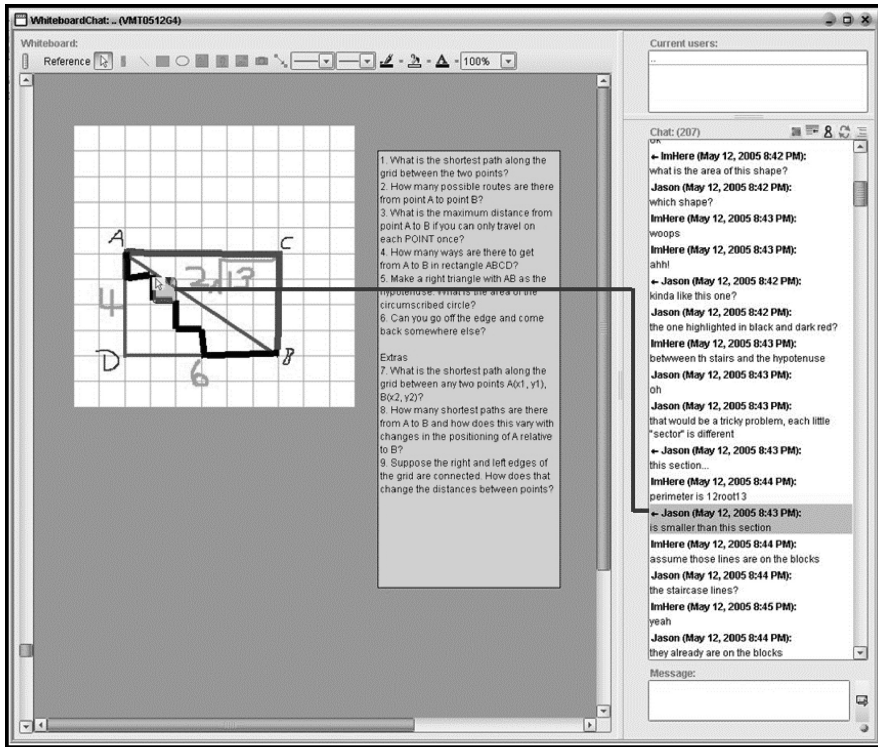 WhiteboardChat: .. (VMT0512G4)
Whiteboard:
Reference
100%
A
C
2√13
4
D
6
B
1. What is the shortest path along the
grid between the two points?
2. How many possible routes are there
from point A to point B?
3. What is the maximum distance from
point A to B if you can only travel on
each POINT once?
4. How many ways are there to get
from A to B in rectangle ABCD?
5. Make a right triangle with AB as the
hypotenuse. What is the area of the
circumscribed circle?
6. Can you go off the edge and come
back somewhere else?
Extras
7. What is the shortest path along the
grid between any two points A(x1, y1),
B(x2, y2)?
8. How many shortest paths are there
from A to B and how does this vary with
changes in the positioning of A relative
to B?
9. Suppose the right and left edges of
the grid are connected. How does that
change the distances between points?
Current users:
..
Chat: (207)
ok
← ImHere (May 12, 2005 8:42 PM):
what is the area of this shape?
Jason (May 12, 2005 8:42 PM):
which shape?
ImHere (May 12, 2005 8:43 PM):
woops
ImHere (May 12, 2005 8:43 PM):
ahh!
← Jason (May 12, 2005 8:42 PM):
kinda like this one?
Jason (May 12, 2005 8:42 PM):
the one highlighted in black and dark red?
ImHere (May 12, 2005 8:43 PM):
betwween th stairs and the hypotenuse
Jason (May 12, 2005 8:43 PM):
oh
Jason (May 12, 2005 8:43 PM):
that would be a tricky problem, each little
"sector" is different
← Jason (May 12, 2005 8:43 PM):
this section...
ImHere (May 12, 2005 8:44 PM):
perimeter is 12root13
← Jason (May 12, 2005 8:43 PM):
is smaller than this section
ImHere (May 12, 2005 8:44 PM):
assume those lines are on the blocks
Jason (May 12, 2005 8:44 PM):
the staircase lines?
ImHere (May 12, 2005 8:45 PM):
yeah
Jason (May 12, 2005 8:44 PM):
they already are on the blocks
Message: